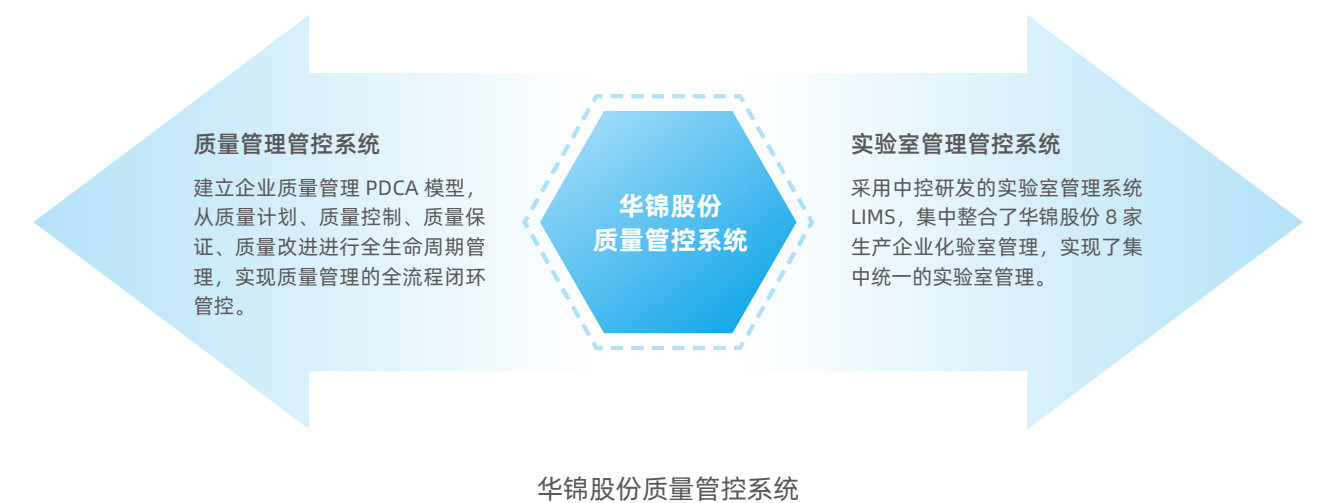 质量管理管控系统
建立企业质量管理 PDCA 模型，
从质量计划、质量控制、质量保
证、质量改进进行全生命周期管
理，实现质量管理的全流程闭环
管控。
华锦股份
质量管控系统
实验室管理管控系统
采用中控研发的实验室管理系统
LIMS，集中整合了华锦股份 8 家
生产企业化验室管理，实现了集
中统一的实验室管理。
华锦股份质量管控系统